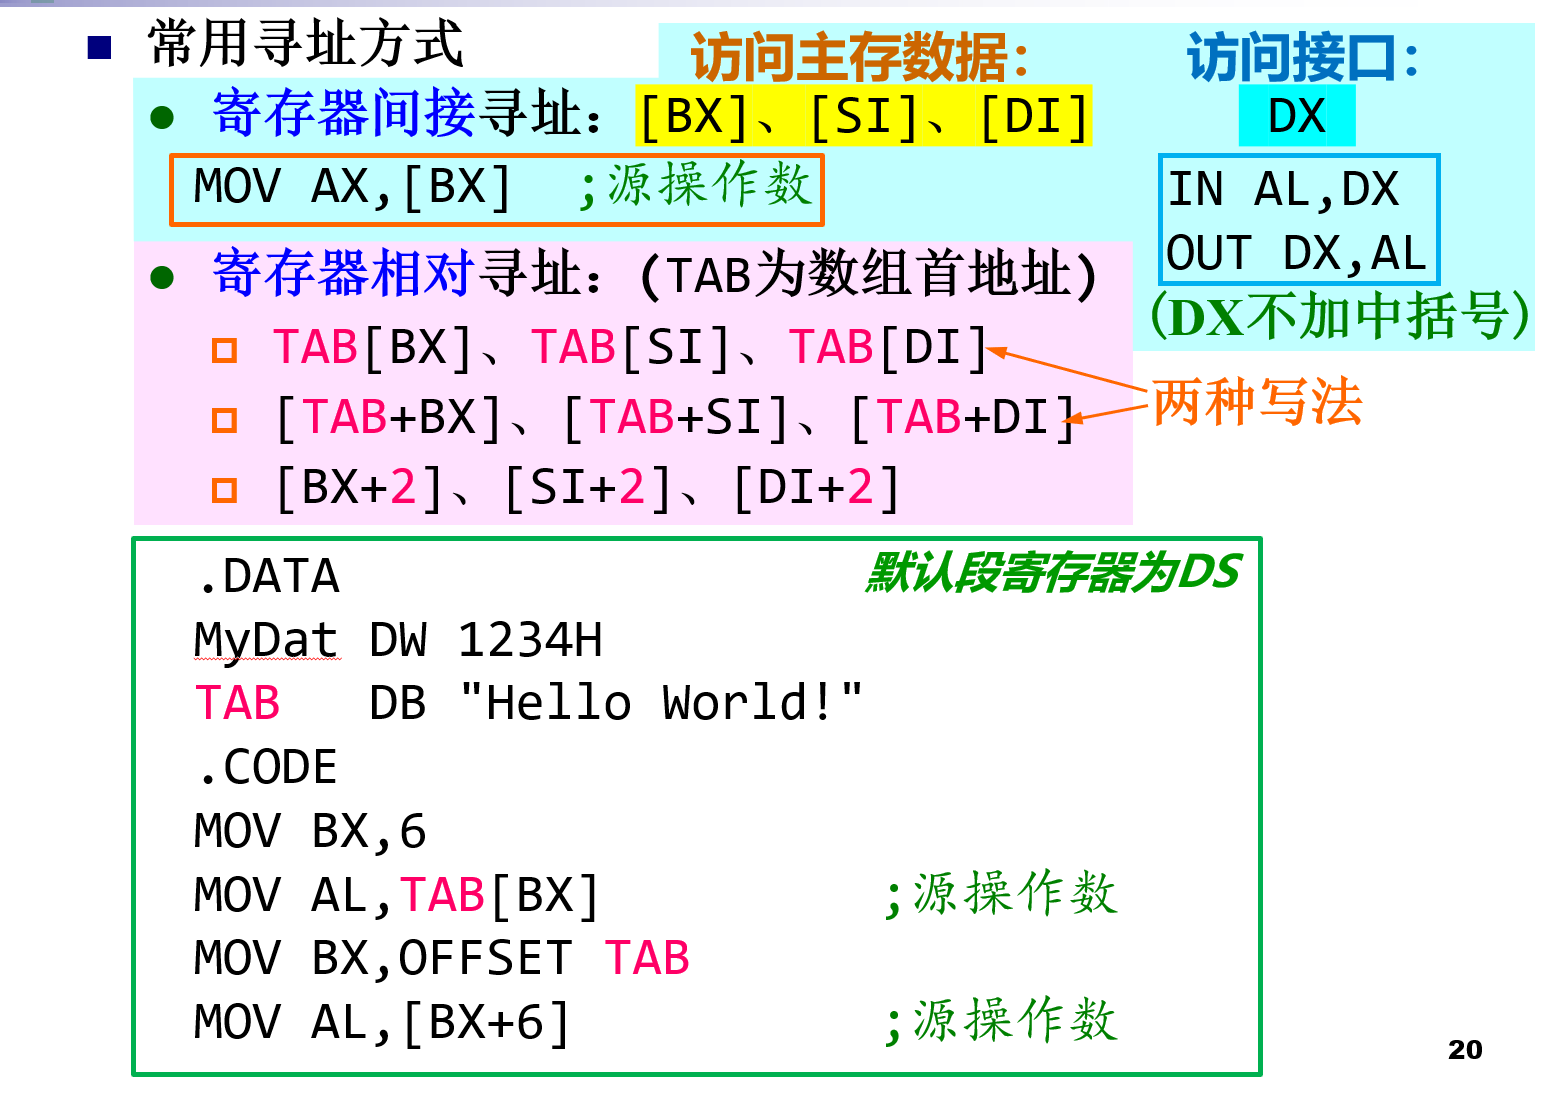 常用寻址方式
访问主存数据：
访问接口：
寄存器间接寻址：[BX]、[SI]、[DI]
DX
MOV AX,[BX] ;源操作数
IN AL,DX
OUT DX,AL
(DX不加中括号)
寄存器相对寻址：(TAB为数组首地址)
TAB[BX]、TAB[SI]、TAB[DI]
[TAB+BX]、[TAB+SI]、[TAB+DI]
两种写法
[BX+2]、[SI+2]、[DI+2]
.DATA
默认段寄存器为DS
MyDat DW 1234H
TAB DB "Hello World!"
.CODE
MOV BX,6
MOV AL,TAB[BX] ;源操作数
MOV BX,OFFSET TAB
MOV AL,[BX+6] ;源操作数
20